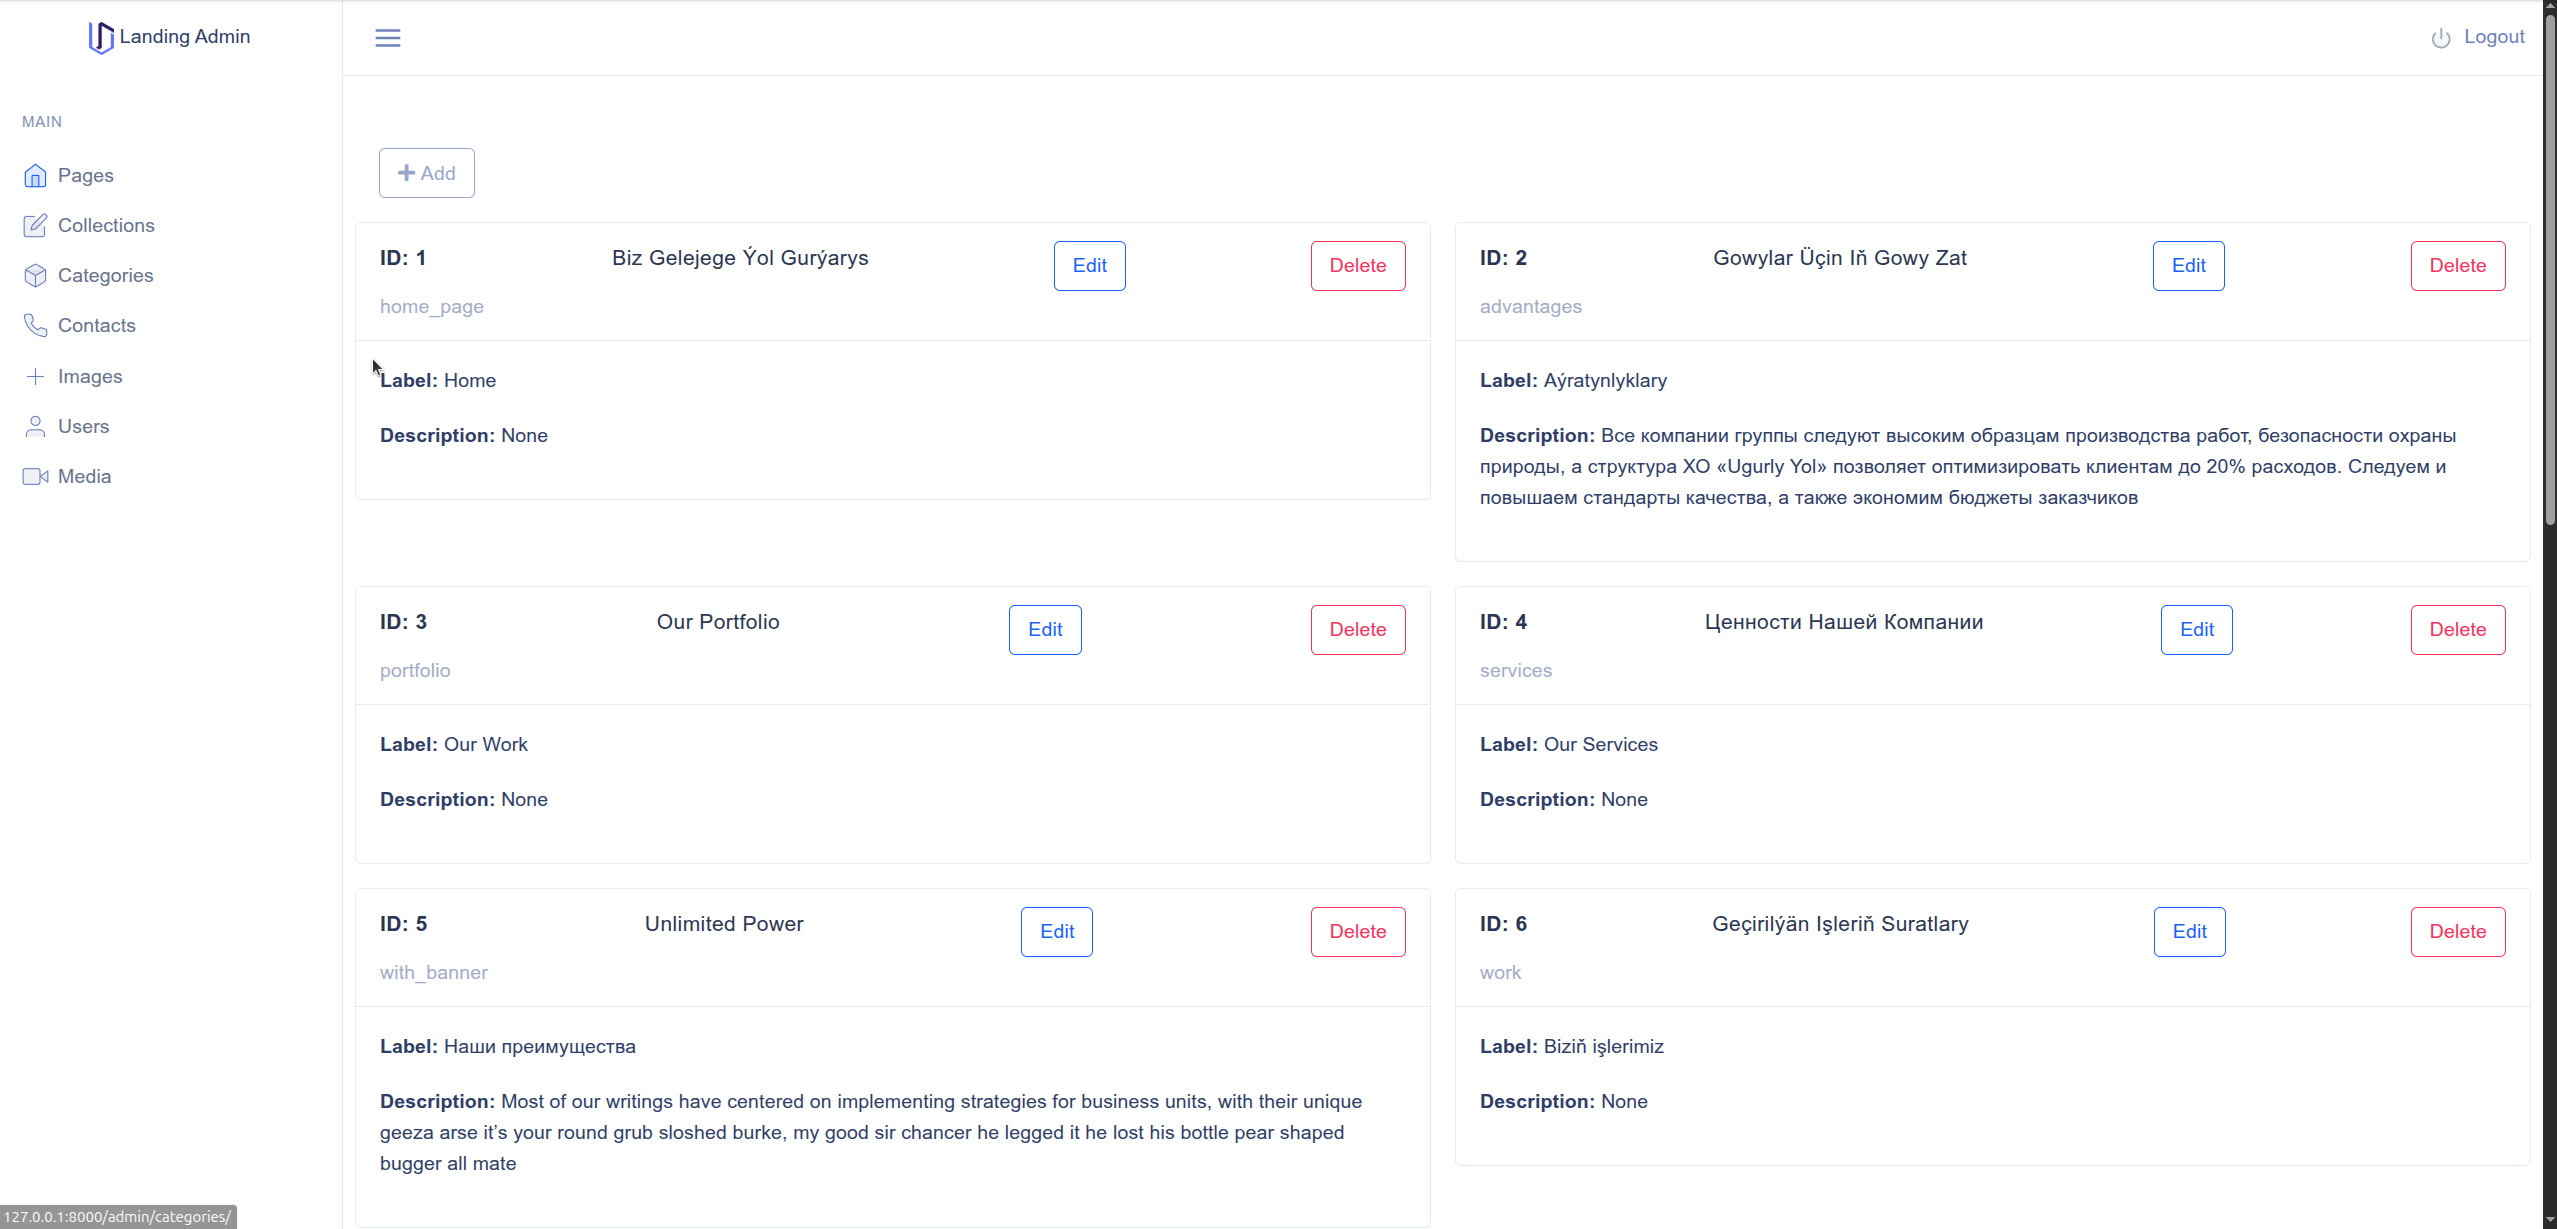 Landing Admin
Logout
MAIN
Pages
Collections
Categories
Contacts
Images
Users
Media
Add
ID: 1 Biz Gelejege Ýol Gurýarys Edit Delete
home_page
Label: Home
Description: None
ID: 2 Gowylar Üçin Iň Gowy Zat Edit Delete
advantages
Label: Aýratynlyklary
Description: Все компании группы следуют высоким образцам производства работ, безопасности охраны
природы, а структура ХО «Ugurly Yol» позволяет оптимизировать клиентам до 20% расходов. Следуем и
повышаем стандарты качества, а также экономим бюджеты заказчиков
ID: 3 Our Portfolio Edit Delete
portfolio
Label: Our Work
Description: None
ID: 4 Ценности Нашей Компании Edit Delete
services
Label: Our Services
Description: None
ID: 5 Unlimited Power Edit Delete
with_banner
Label: Наши преимущества
Description: Most of our writings have centered on implementing strategies for business units, with their unique
geeza arse it’s your round grub sloshed burke, my good sir chancer he legged it he lost his bottle pear shaped
bugger all mate
ID: 6 Geçirilýän Işleriň Suratlary Edit Delete
work
Label: Biziň işlerimiz
Description: None
127.0.0.1:8000/admin/categories/